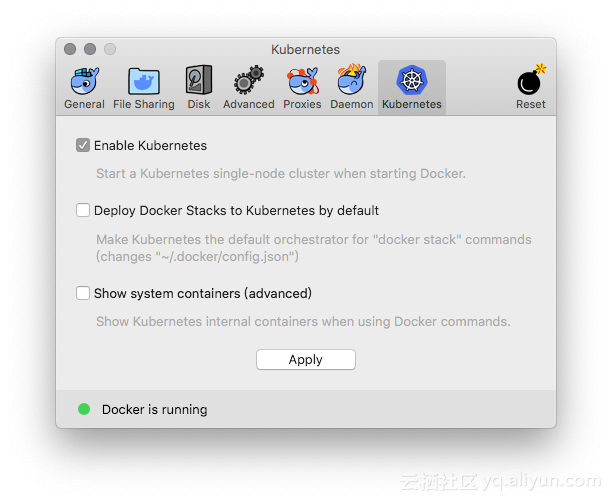 Kubernetes
General File Sharing Disk Advanced Proxies Daemon Kubernetes Reset
Enable Kubernetes
Start a Kubernetes single-node cluster when starting Docker.
Deploy Docker Stacks to Kubernetes by default
Make Kubernetes the default orchestrator for "docker stack" commands
(changes "~/.docker/config.json")
Show system containers (advanced)
Show Kubernetes internal containers when using Docker commands.
Apply
Docker is running
云栖社区 yq.aliyun.com